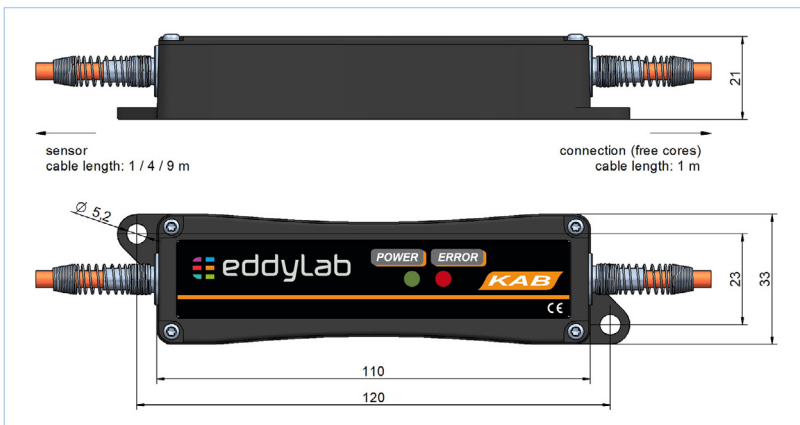 21
sensor
cable length: 1 / 4 / 9 m
connection (free cores)
cable length: 1 m
Ø 5,2
eddyLab
POWER ERROR
KAB
CE
23
33
110
120